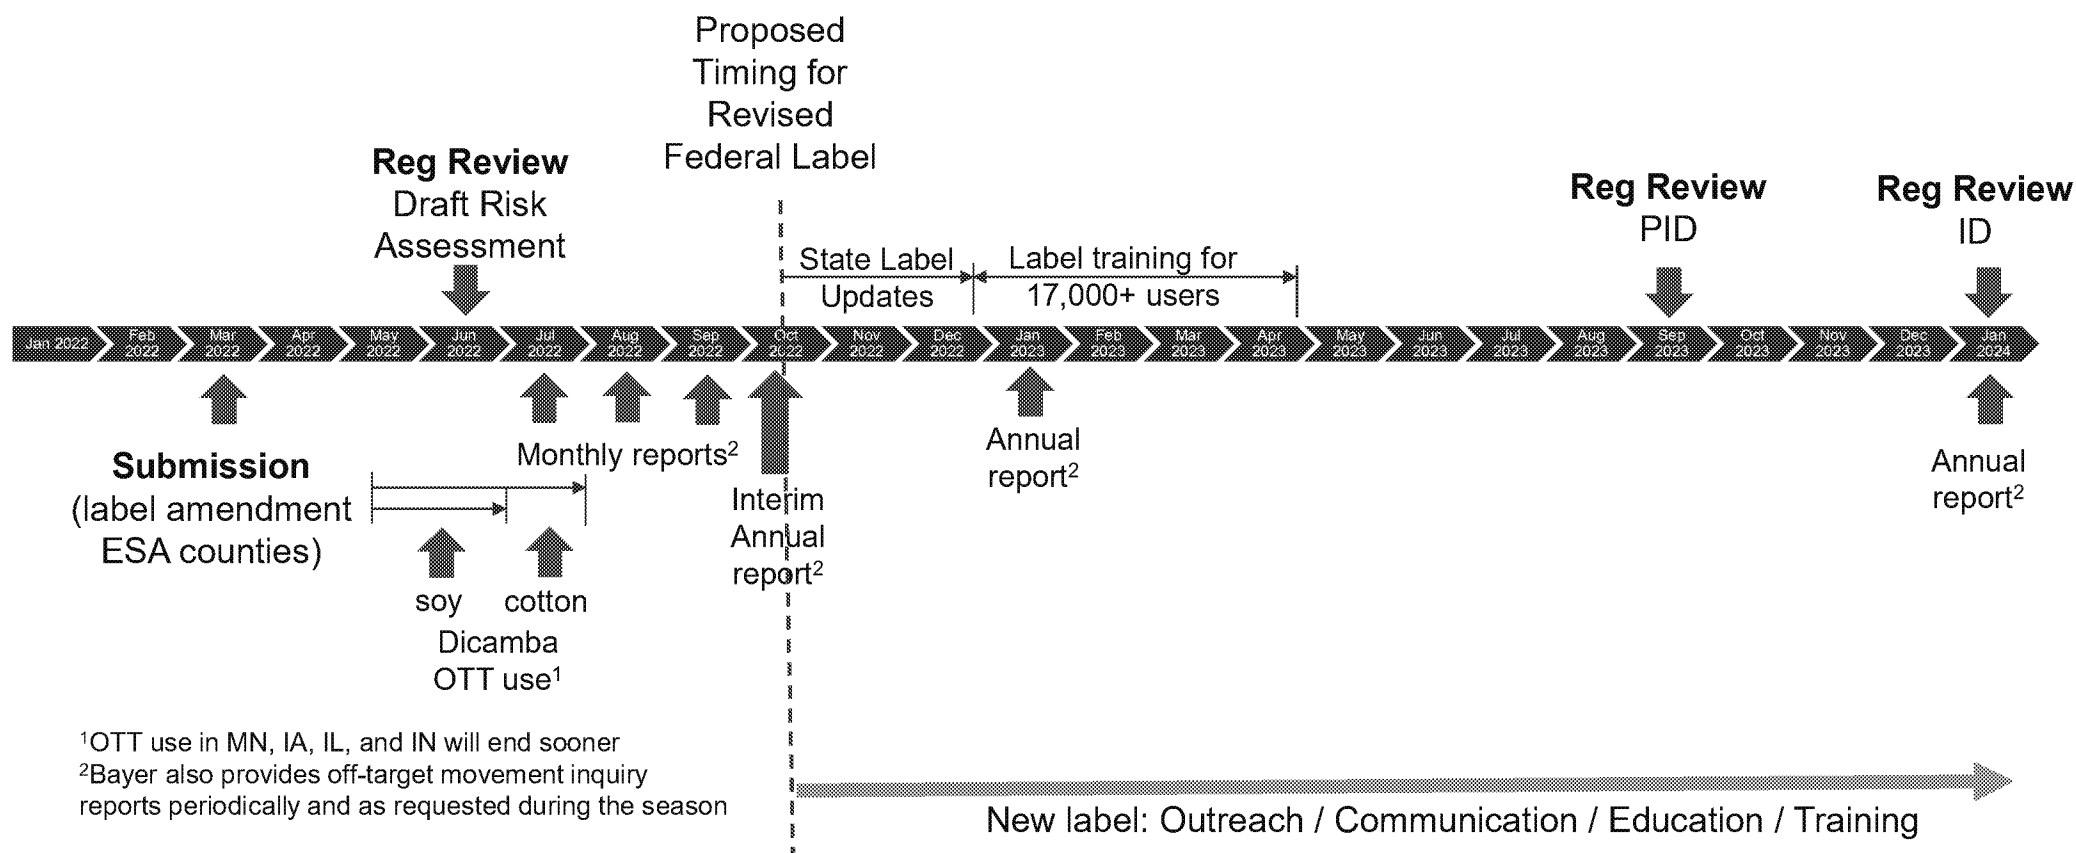 Proposed
Timing for
Revised
Federal Label
Reg Review
Draft Risk
Assessment
Reg Review
PID
Reg Review
ID
State Label
Updates
Label training for
17,000+ users
Jan 2022
Feb
2022
Mar
2022
Apr
2022
May
2022
Jun
2022
Jul
2022
Aug
2022
Sep
2022
Oct
2022
Nov
2022
Dec
2022
Jan
2023
Feb
2023
Mar
2023
Apr
2023
May
2023
Jun
2023
Jul
2023
Aug
2023
Sep
2023
Oct
2023
Nov
2023
Dec
2023
Jan
2024
Submission
(label amendment
ESA counties)
Monthly reports²
Interim
Annual
report²
Annual
report²
Annual
report²
soy
cotton
Dicamba
OTT use¹
¹OTT use in MN, IA, IL, and IN will end sooner
²Bayer also provides off-target movement inquiry
reports periodically and as requested during the season
New label: Outreach / Communication / Education / Training